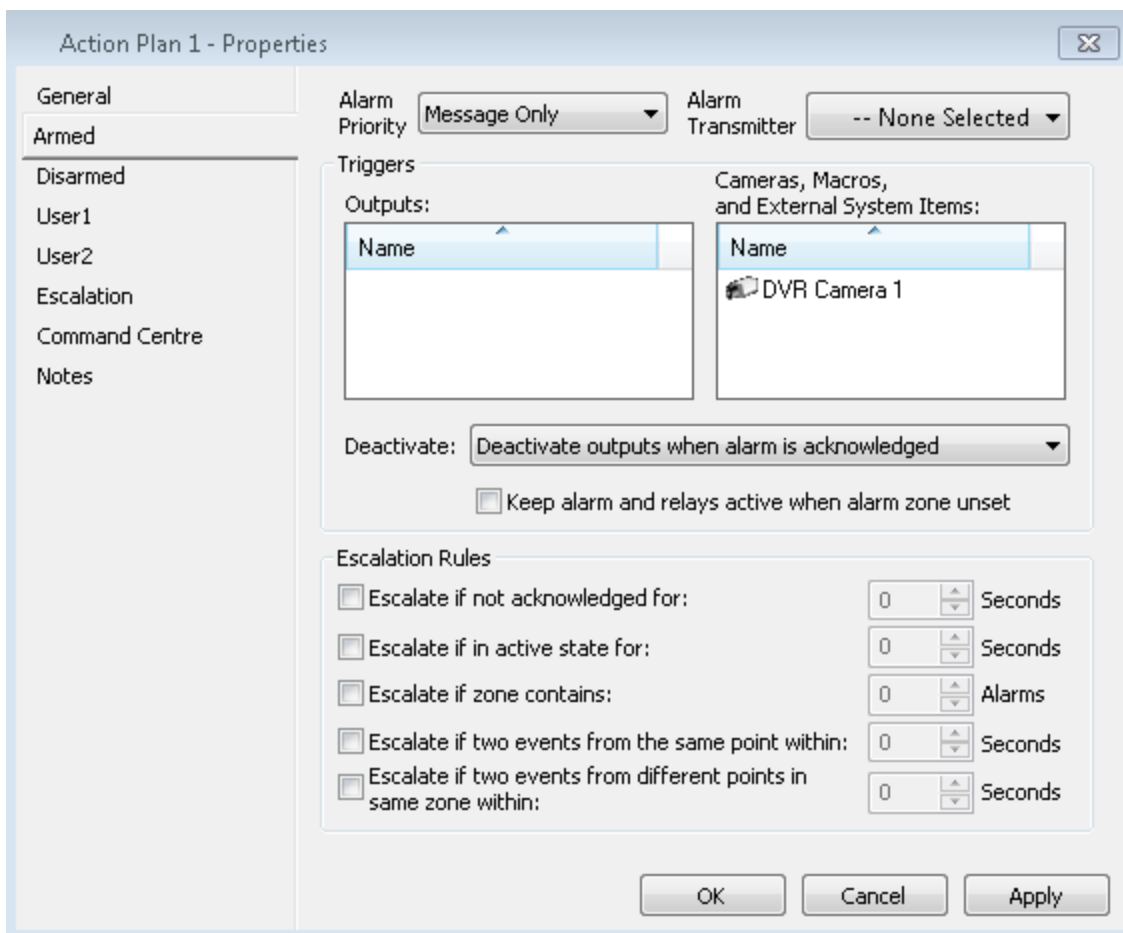 Action Plan 1 - Properties
General
Armed
Disarmed
User1
User2
Escalation
Command Centre
Notes
Alarm
Priority
Message Only
Alarm
Transmitter
-- None Selected
Triggers
Outputs:
Name
Cameras, Macros,
and External System Items:
Name
DVR Camera 1
Deactivate:
Deactivate outputs when alarm is acknowledged
Keep alarm and relays active when alarm zone unset
Escalation Rules
Escalate if not acknowledged for:
0
Seconds
Escalate if in active state for:
0
Seconds
Escalate if zone contains:
0
Alarms
Escalate if two events from the same point within:
0
Seconds
Escalate if two events from different points in
same zone within:
0
Seconds
OK
Cancel
Apply